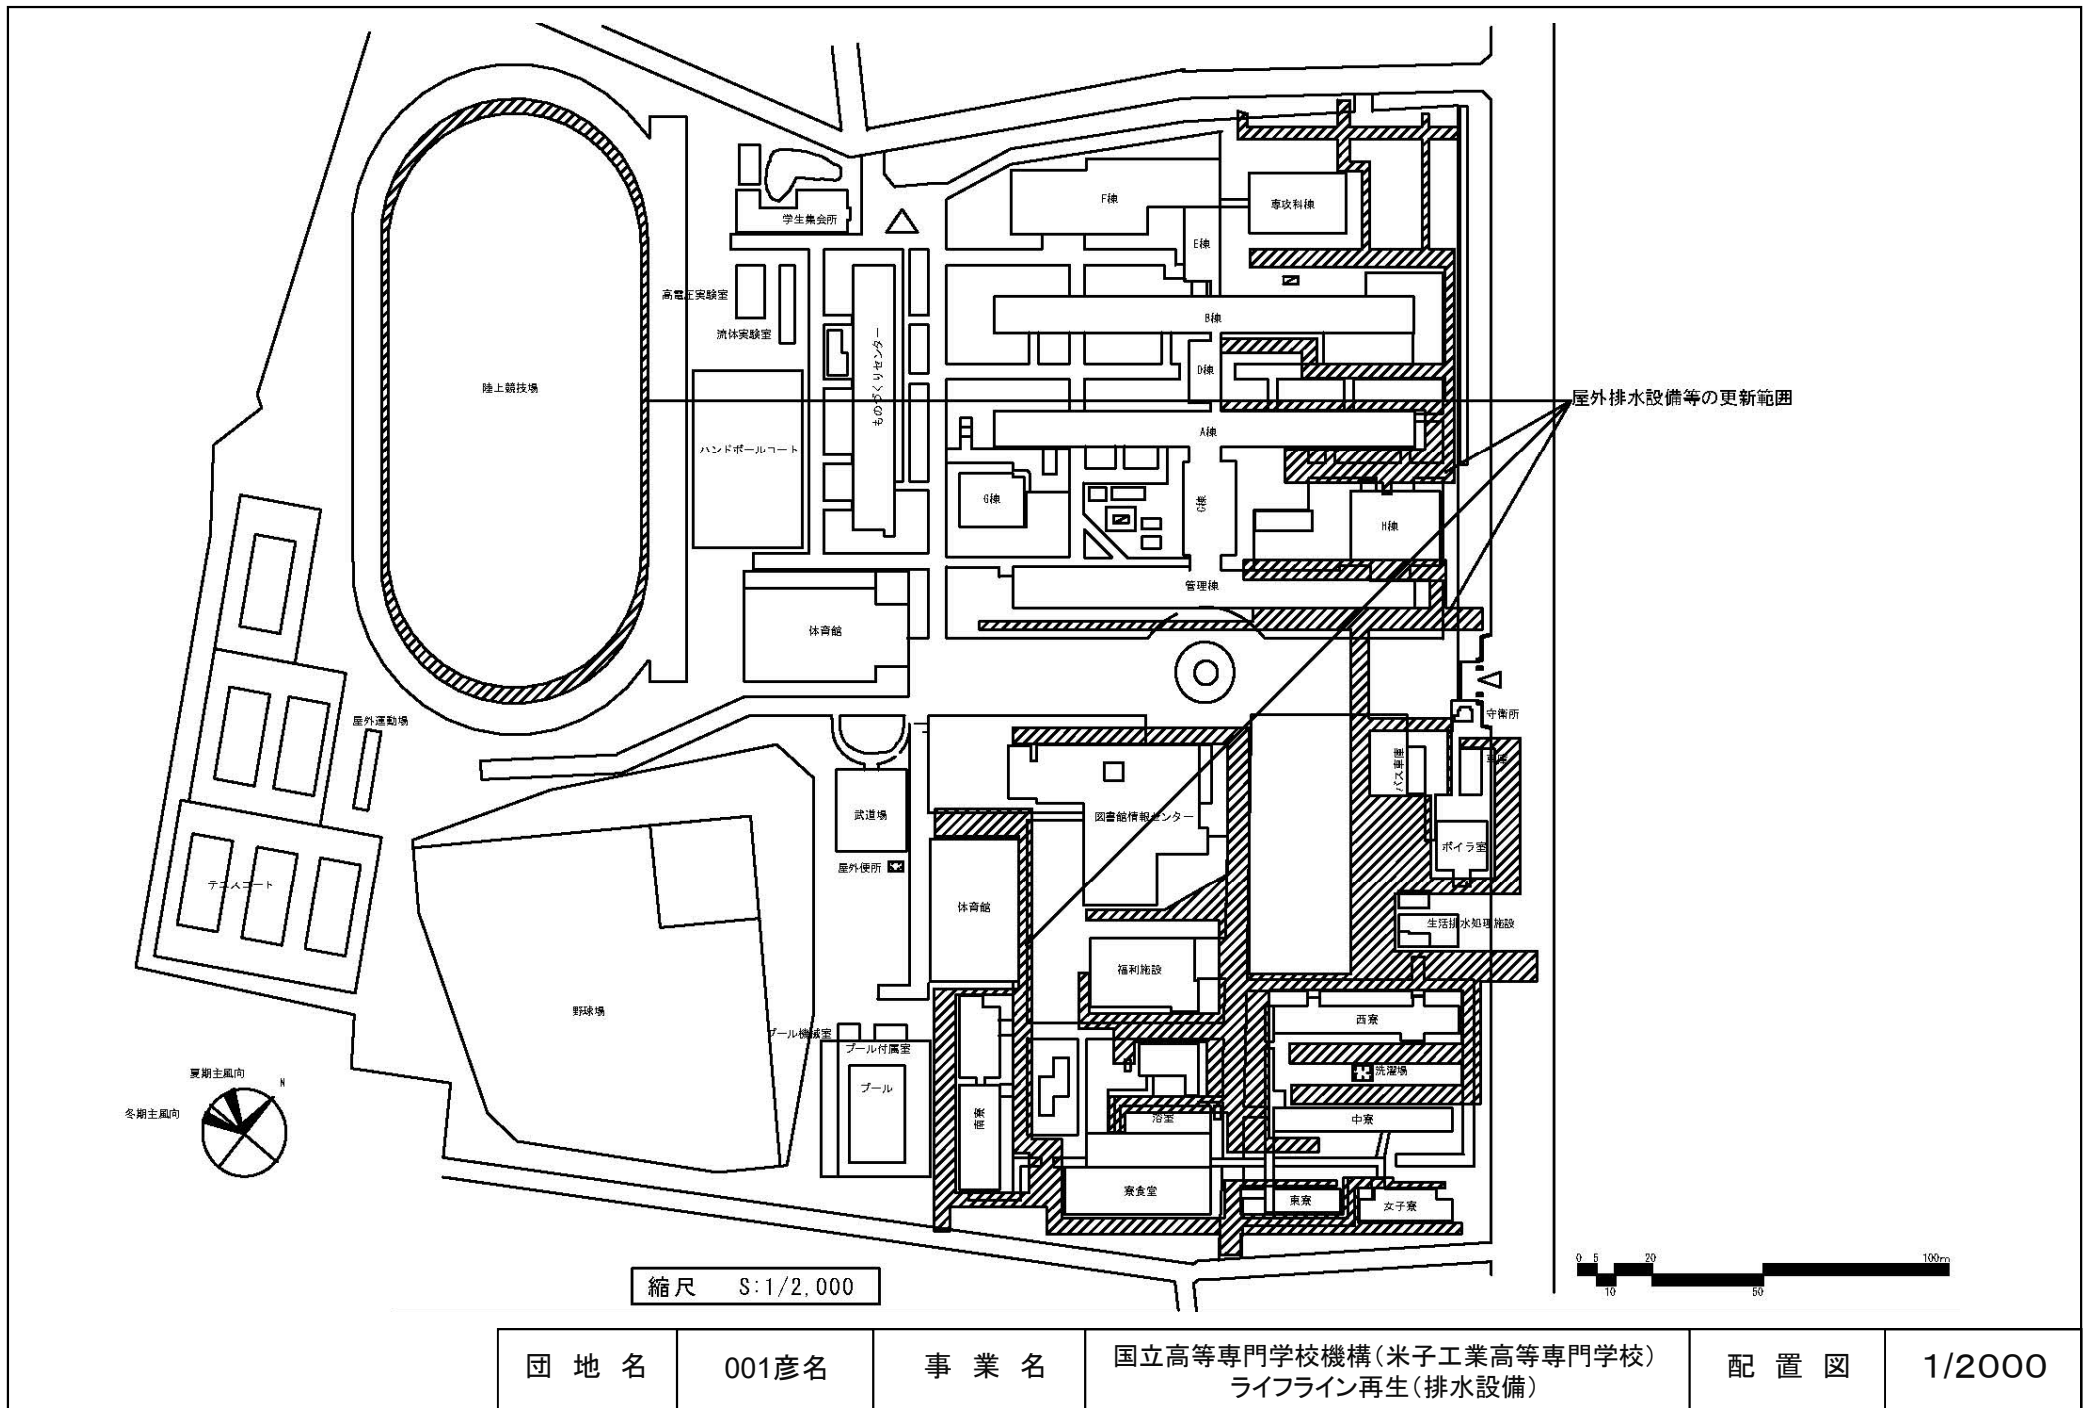 学生集会所
F棟
専攻科棟
E棟
高電圧実験室
流体実験室
B棟
ものづくりセンター
D棟
陸上競技場
屋外排水設備等の更新範囲
A棟
ハンドボールコート
G棟
C棟
H棟
管理棟
体育館
守衛所
屋外運動場
バス車庫
車庫
武道場
図書館情報センター
ボイラ室
屋外便所
テニスコート
体育館
生活排水処理施設
福利施設
野球場
西寮
プール機械室
プール付属室
夏期主風向
N
洗濯場
プール
冬期主風向
南寮
浴室
中寮
寮食堂
東寮
女子寮
0 5 20 100m
10 50
縮尺 S:1/2,000
団地名 001彦名 事業名 国立高等専門学校機構(米子工業高等専門学校)
ライフライン再生(排水設備) 配置図 1/2000